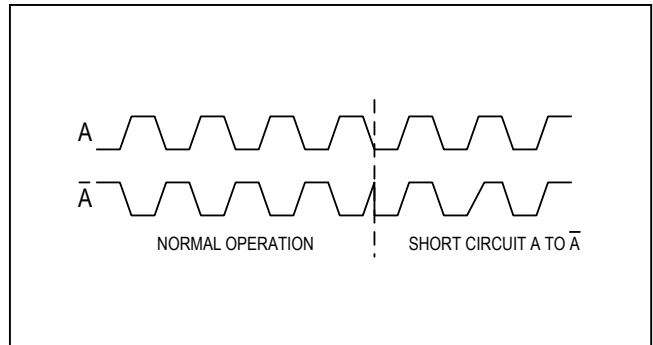 A
A̅
NORMAL OPERATION
SHORT CIRCUIT A TO A̅